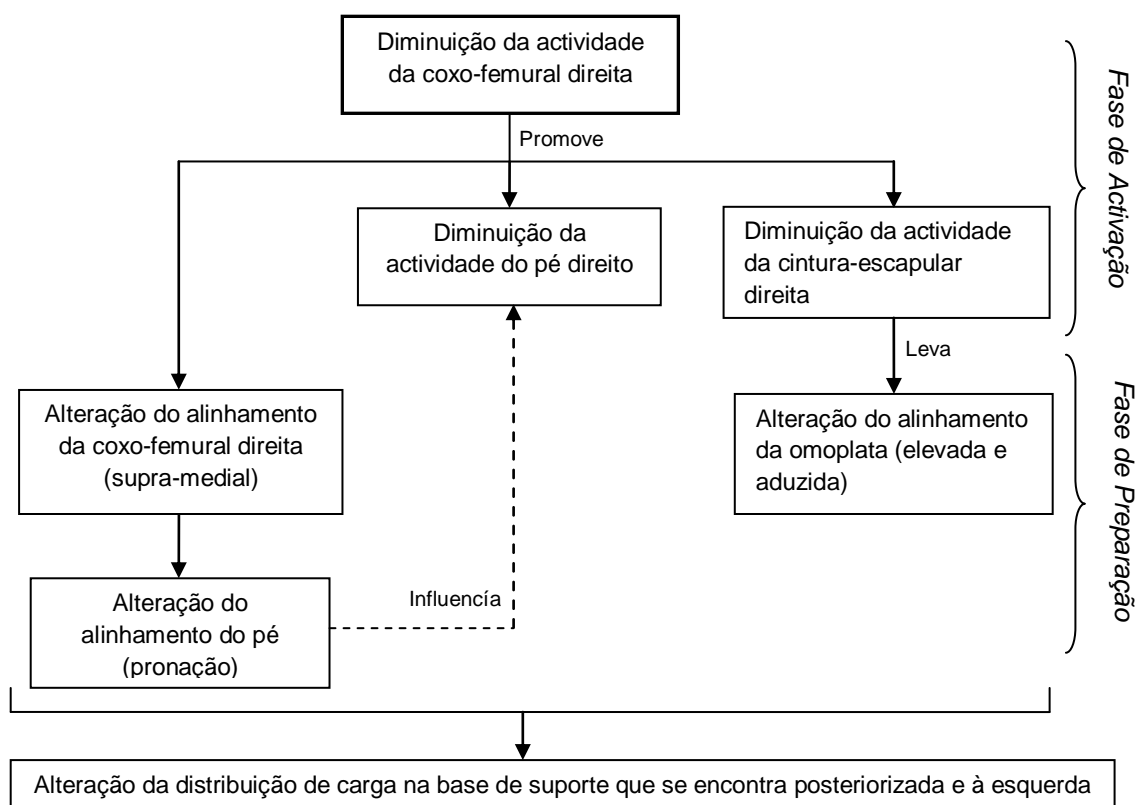 Diminuição da actividade
da coxo-femural direita
Promove
Fase de Activação
Diminuição da
actividade do pé direito
Diminuição da actividade
da cintura-escapular
direita
Leva
Alteração do alinhamento
da coxo-femural direita
(supra-medial)
Alteração do alinhamento
da omoplata (elevada e
aduzida)
Fase de Preparação
Alteração do
alinhamento do pé
(pronação)
Influencía
Alteração da distribuição de carga na base de suporte que se encontra posteriorizada e à esquerda